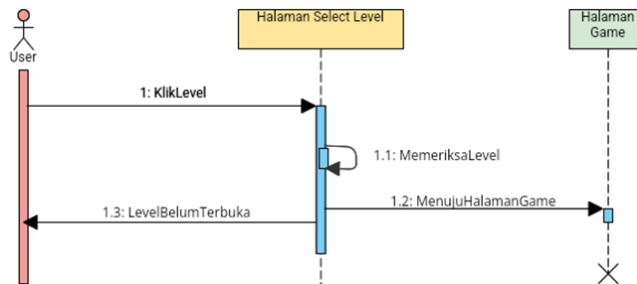 Halaman Select Level
Halaman
Game
User
1: KlikLevel
1.1: MemeriksaLevel
1.2: MenujuHalamanGame
1.3: LevelBelumTerbuka